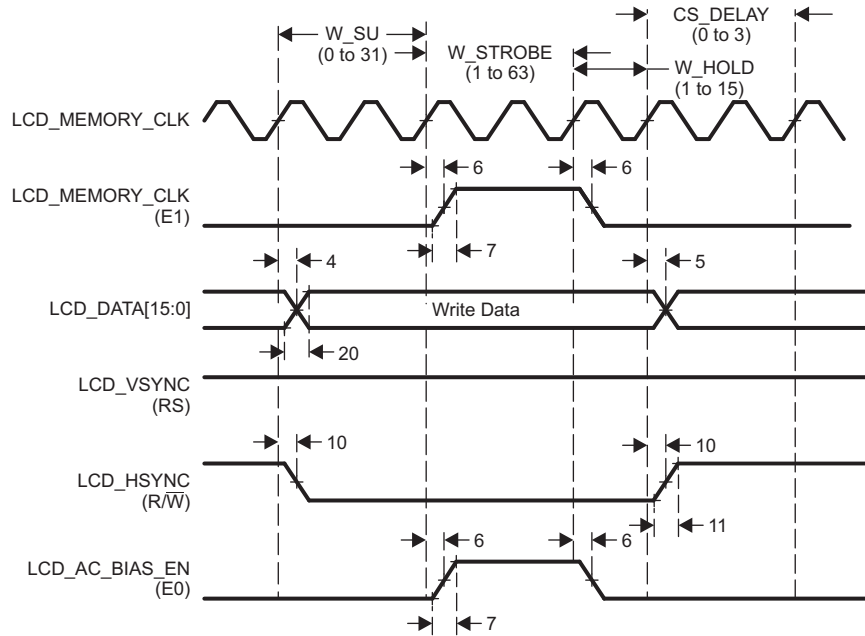 CS_DELAY
(0 to 3)
W_SU
(0 to 31)
W_STROBE
(1 to 63)
W_HOLD
(1 to 15)
LCD_MEMORY_CLK
LCD_MEMORY_CLK
(E1)
6
6
7
LCD_DATA[15:0]
4
Write Data
5
20
LCD_VSYNC
(RS)
LCD_HSYNC
(R/W̅)
10
10
11
LCD_AC_BIAS_EN
(E0)
6
6
7